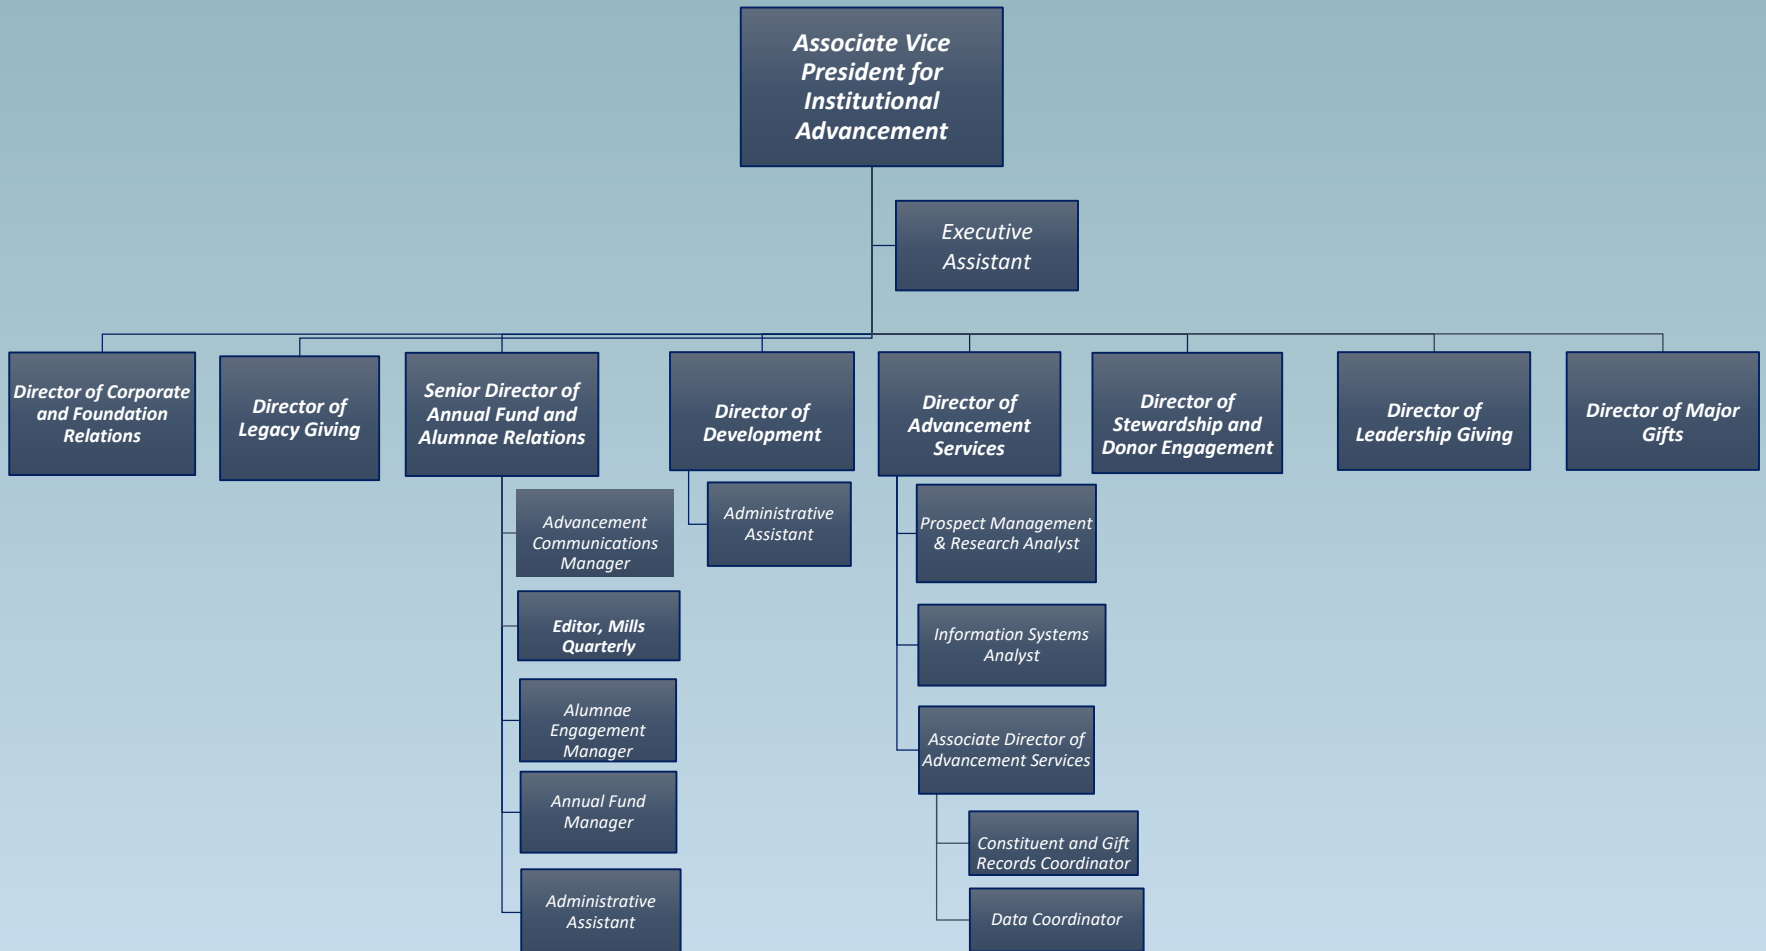 Associate Vice
President for
Institutional
Advancement
Executive
Assistant
Director of Corporate
and Foundation
Relations
Director of
Legacy Giving
Senior Director of
Annual Fund and
Alumnae Relations
Director of
Development
Director of
Advancement
Services
Director of
Stewardship and
Donor Engagement
Director of
Leadership Giving
Director of Major
Gifts
Advancement
Communications
Manager
Editor, Mills
Quarterly
Alumnae
Engagement
Manager
Annual Fund
Manager
Administrative
Assistant
Administrative
Assistant
Prospect Management
& Research Analyst
Information Systems
Analyst
Associate Director of
Advancement Services
Constituent and Gift
Records Coordinator
Data Coordinator